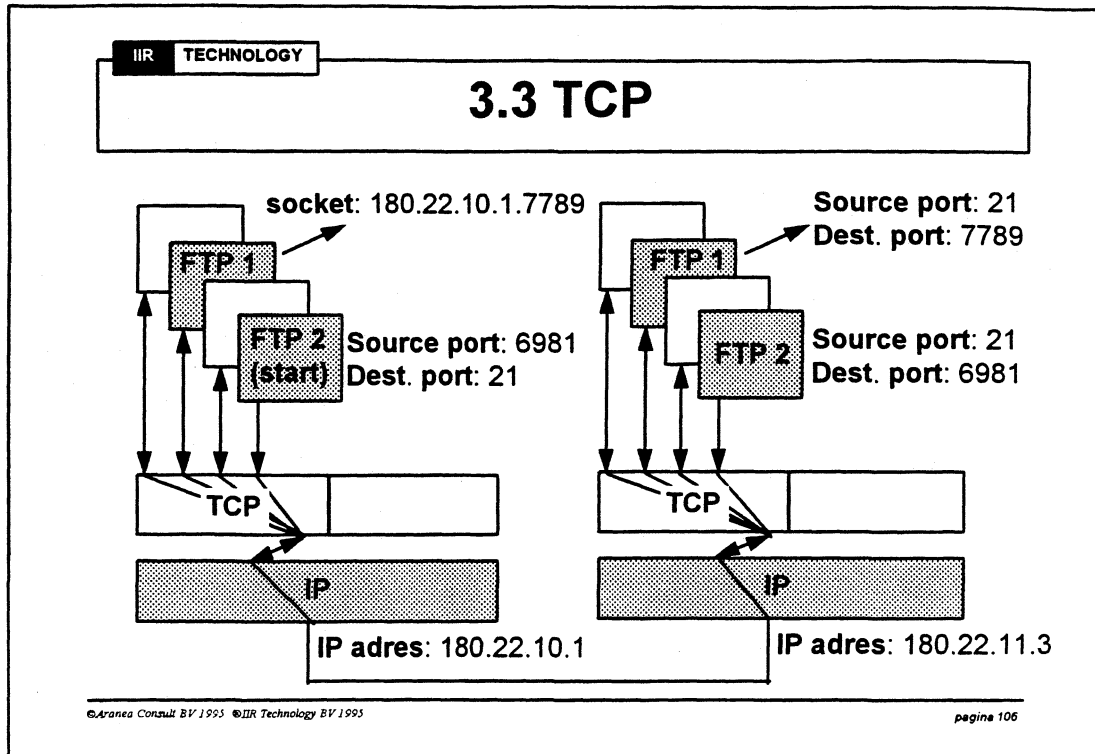 IIR TECHNOLOGY
3.3 TCP
socket: 180.22.10.1.7789
FTP 1
FTP 2
(start)
Source port: 6981
Dest. port: 21
TCP
IP
IP adres: 180.22.10.1
Source port: 21
Dest. port: 7789
FTP 1
FTP 2
Source port: 21
Dest. port: 6981
TCP
IP
IP adres: 180.22.11.3
©Aranea Consult BV 1995 ©IIR Technology BV 1995
pagina 106